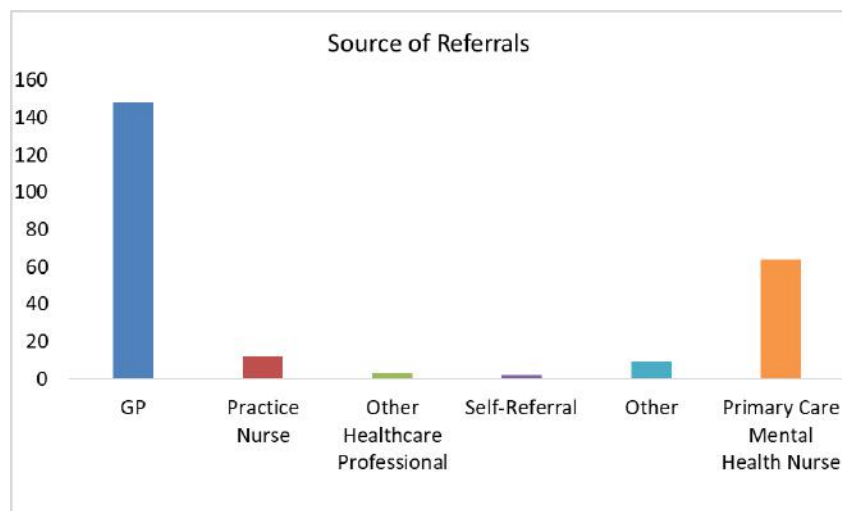 Source of Referrals
160
140
120
100
80
60
40
20
0
GP
Practice
Nurse
Other
Healthcare
Professional
Self-Referral
Other
Primary Care
Mental
Health Nurse